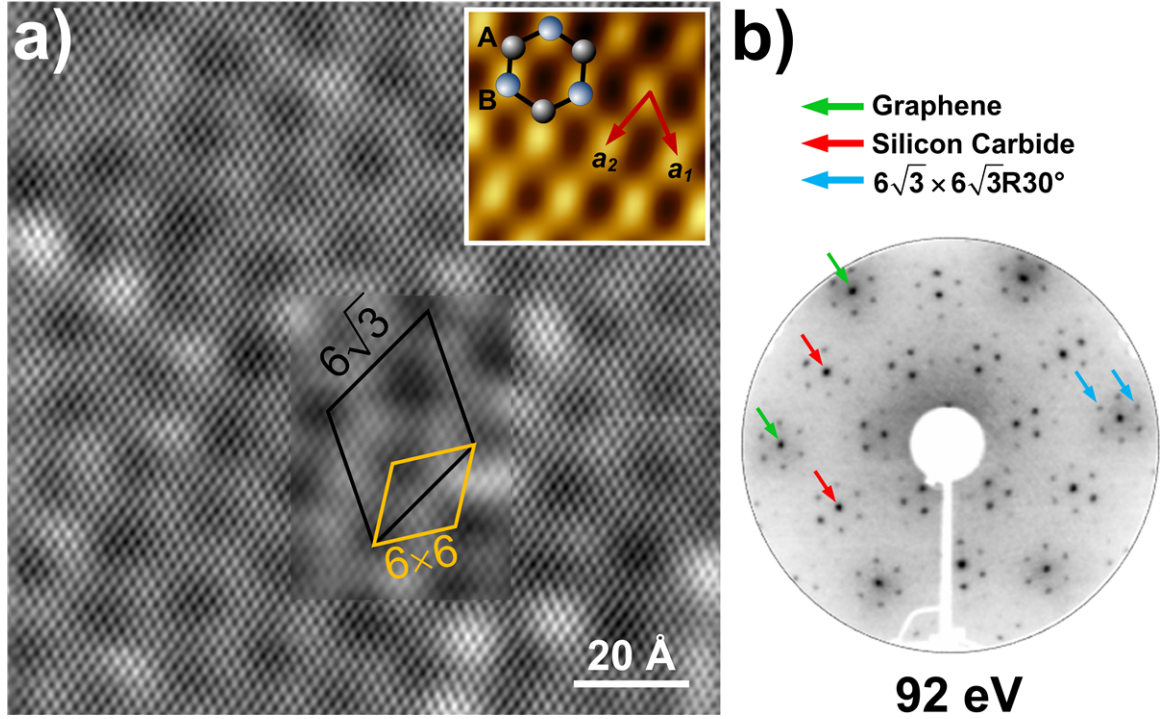 a)
A
B
a2
a1
6√3
6×6
20 Å
b)
Graphene
Silicon Carbide
6√3 × 6√3R30°
92 eV